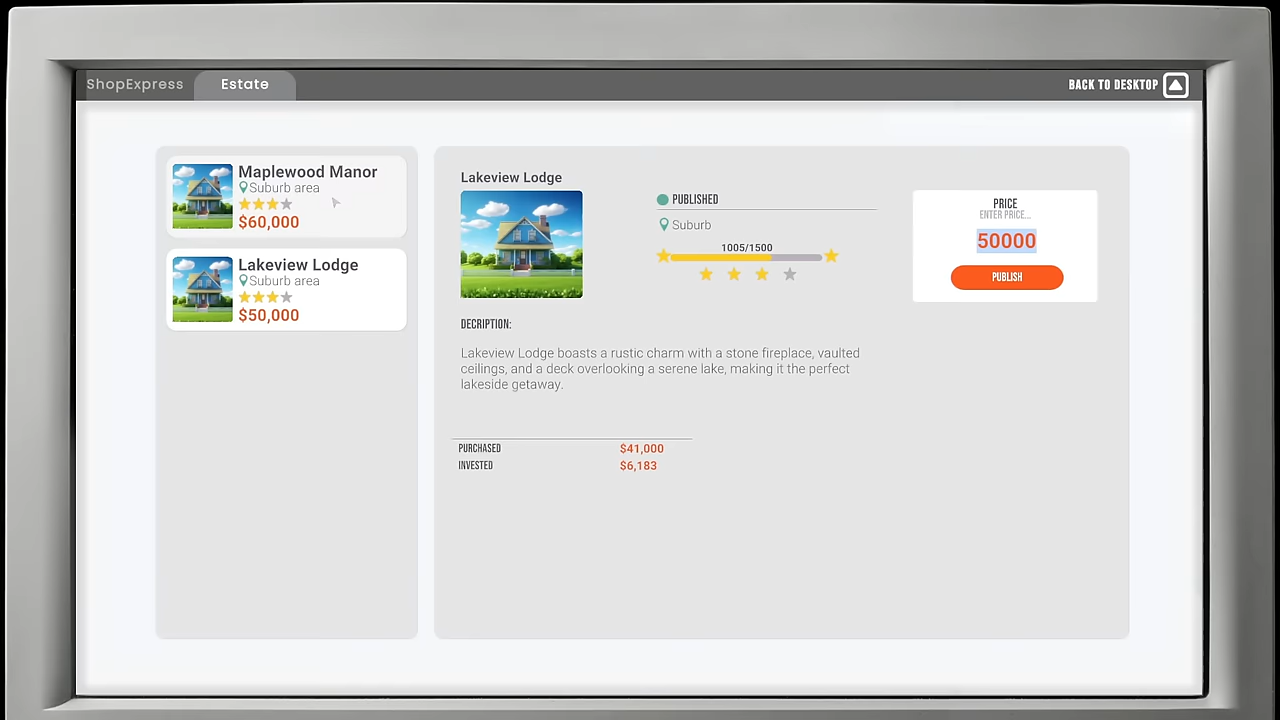 ShopExpress
Estate
BACK TO DESKTOP
Maplewood Manor
Suburb area
$60,000
Lakeview Lodge
Suburb area
$50,000
Lakeview Lodge
PUBLISHED
Suburb
1005/1500
PRICE
ENTER PRICE...
50000
PUBLISH
DECRIPTION:
Lakeview Lodge boasts a rustic charm with a stone fireplace, vaulted
ceilings, and a deck overlooking a serene lake, making it the perfect
lakeside getaway.
PURCHASED $41,000
INVESTED $6,183